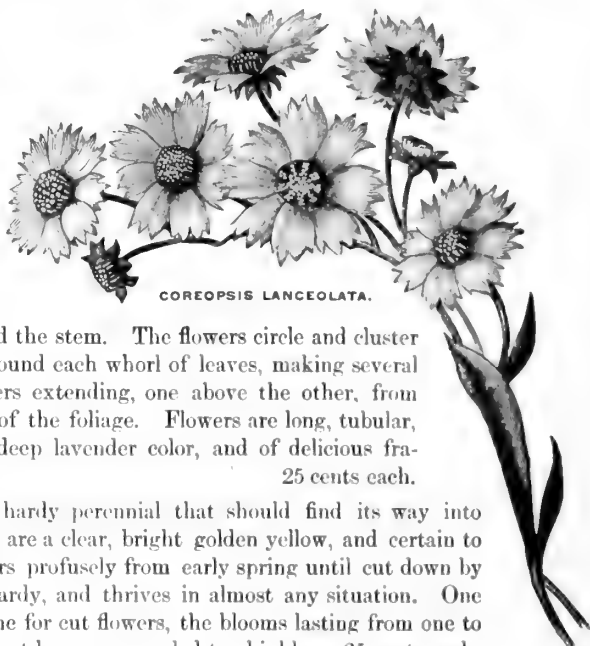 COREOPSIS LANCEOLATA.
d the stem. The flowers circle and cluster
ound each whorl of leaves, making several
ers extending, one above the other, from
of the foliage. Flowers are long, tubular,
deep lavender color, and of delicious fra-
25 cents each.
hardy perennial that should find its way into
are a clear, bright golden yellow, and certain to
rs profusely from early spring until cut down by
ardy, and thrives in almost any situation. One
ne for cut flowers, the blooms lasting from one to